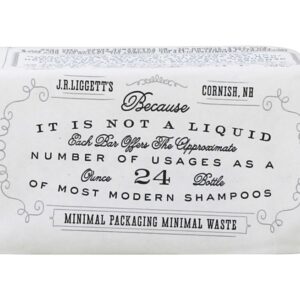 J.R.LIGGETT'S CORNISH, NH
Because
IT IS NOT A LIQUID
Each Bar Offers The Approximate
NUMBER OF USAGES AS A
Ounce 24 Bottle
OF MOST MODERN SHAMPOOS
MINIMAL PACKAGING MINIMAL WASTE